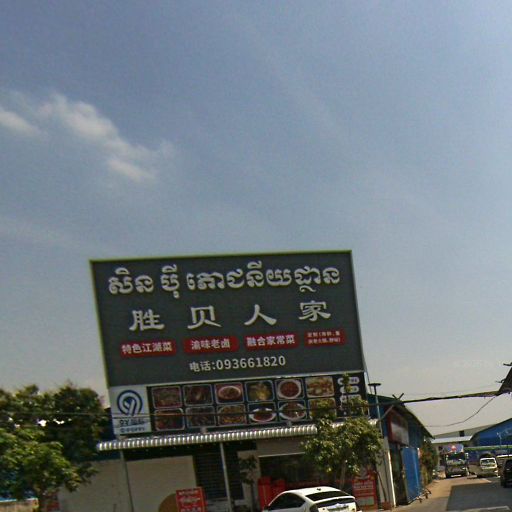 សិន ប៊ី ភោជនីយដ្ឋាន
胜贝人家
特色江湖菜 渝味老卤 融合家常菜
电话:093661820